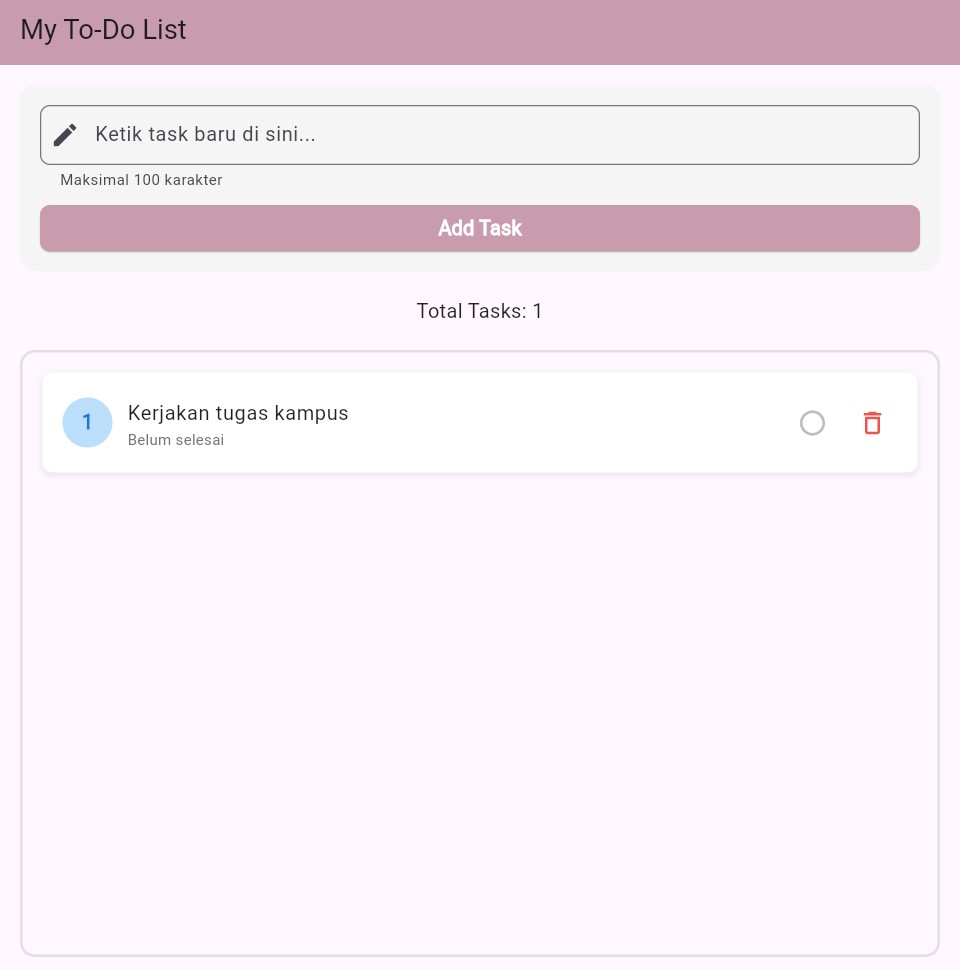 My To-Do List
Ketik task baru di sini...
Maksimal 100 karakter
Add Task
Total Tasks: 1
1
Kerjakan tugas kampus
Belum selesai